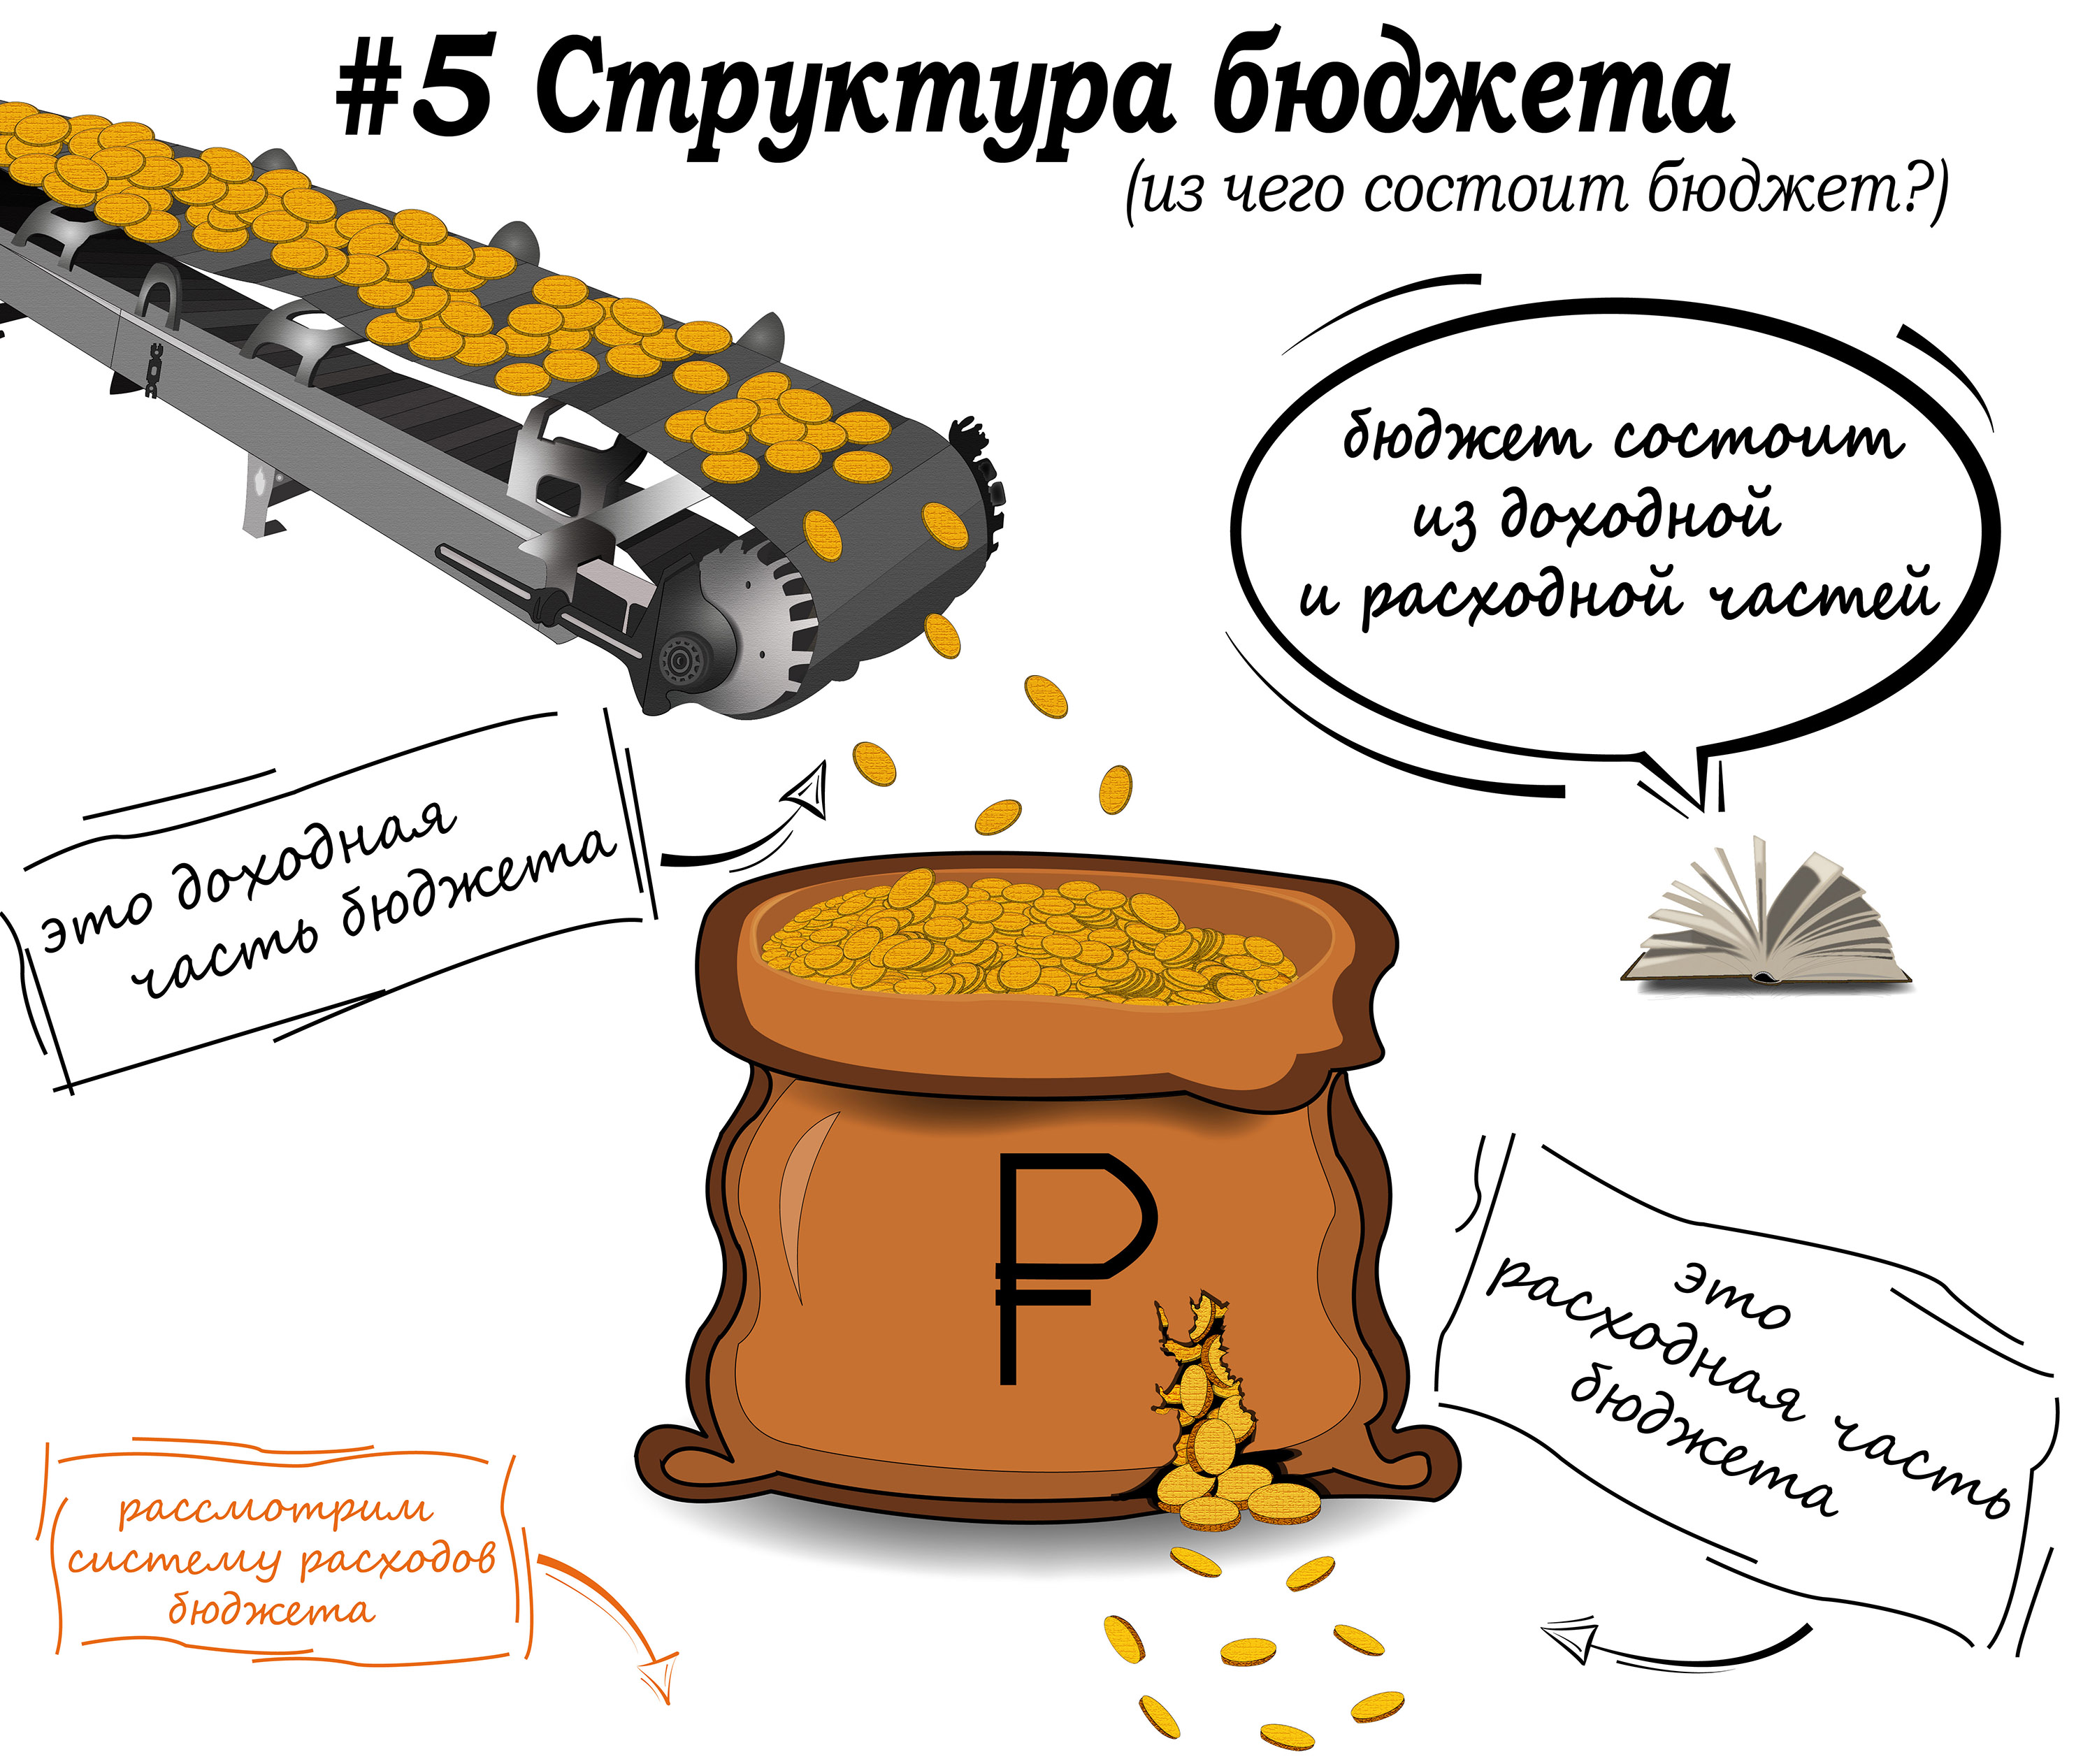 #5 Структура бюджета
(из чего состоит бюджет?)
бюджет состоит
из доходной
и расходной частей
это доходная
часть бюджета
₽
это
расходная часть
бюджета
рассмотрим
систему расходов
бюджета